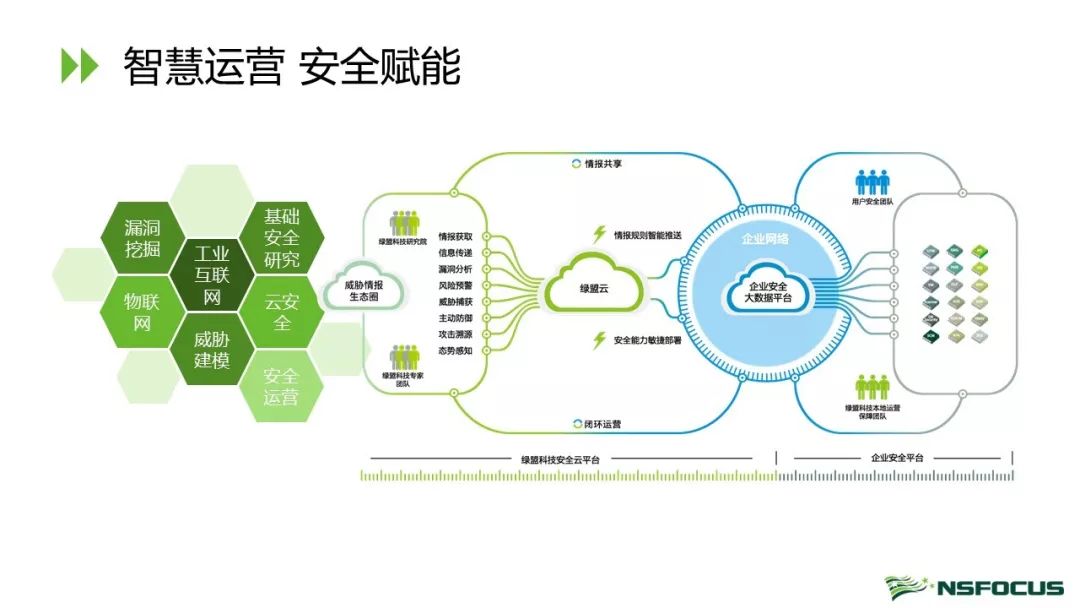 智慧运营 安全赋能
漏洞
挖掘
基础
安全
研究
工业
互联
网
物联
网
云安
全
威胁
建模
安全
运营
威胁情报
生态圈
绿盟科技研究院
绿盟科技专家
团队
情报获取
信息传递
漏洞分析
风险预警
威胁捕获
主动防御
攻击溯源
态势感知
情报共享
绿盟云
情报规则智能推送
安全能力敏捷部署
闭环运营
企业网络
企业安全
大数据平台
用户安全团队
绿盟科技本地运营
保障团队
绿盟科技安全云平台
企业安全平台
NSFOCUS